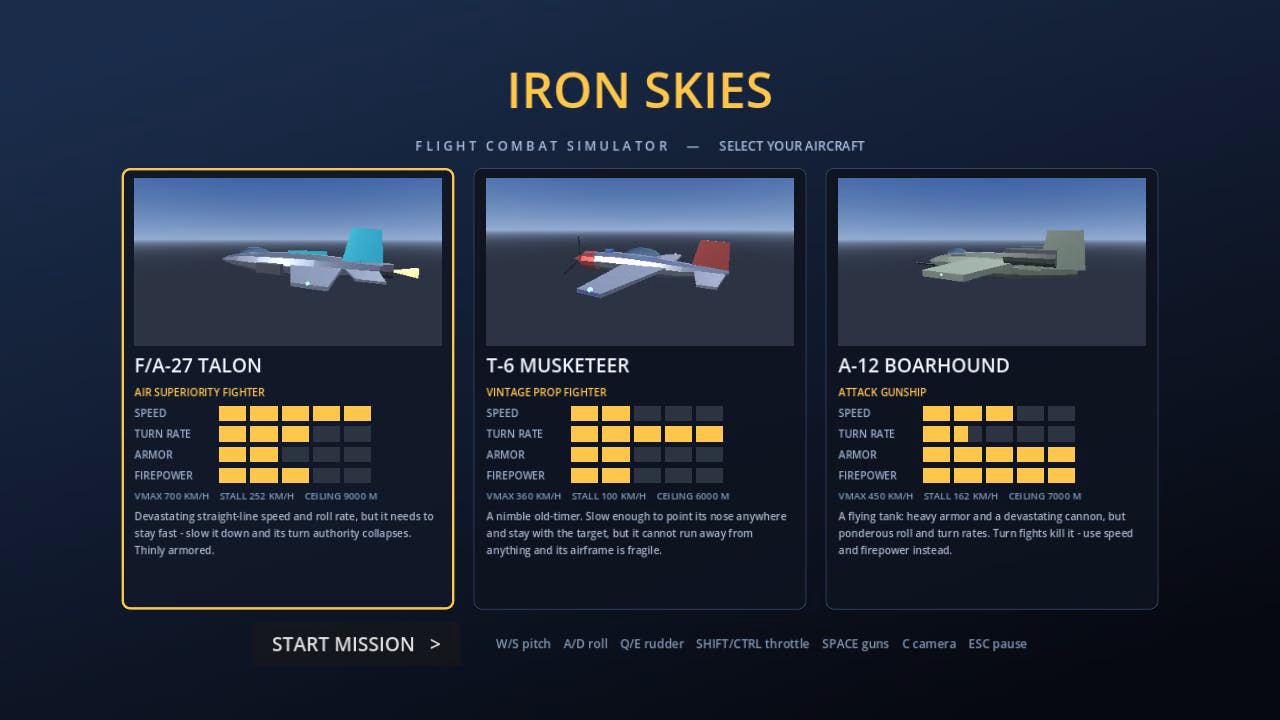 IRON SKIES
FLIGHT COMBAT SIMULATOR — SELECT YOUR AIRCRAFT
F/A-27 TALON
AIR SUPERIORITY FIGHTER
SPEED
TURN RATE
ARMOR
FIREPOWER
VMAX 700 KM/H STALL 252 KM/H CEILING 9000 M
Devastating straight-line speed and roll rate, but it needs to
stay fast - slow it down and its turn authority collapses.
Thinly armored.
T-6 MUSKETEER
VINTAGE PROP FIGHTER
SPEED
TURN RATE
ARMOR
FIREPOWER
VMAX 360 KM/H STALL 100 KM/H CEILING 6000 M
A nimble old-timer. Slow enough to point its nose anywhere
and stay with the target, but it cannot run away from
anything and its airframe is fragile.
A-12 BOARHOUND
ATTACK GUNSHIP
SPEED
TURN RATE
ARMOR
FIREPOWER
VMAX 450 KM/H STALL 162 KM/H CEILING 7000 M
A flying tank: heavy armor and a devastating cannon, but
ponderous roll and turn rates. Turn fights kill it - use speed
and firepower instead.
START MISSION >
W/S pitch A/D roll Q/E rudder SHIFT/CTRL throttle SPACE guns C camera ESC pause